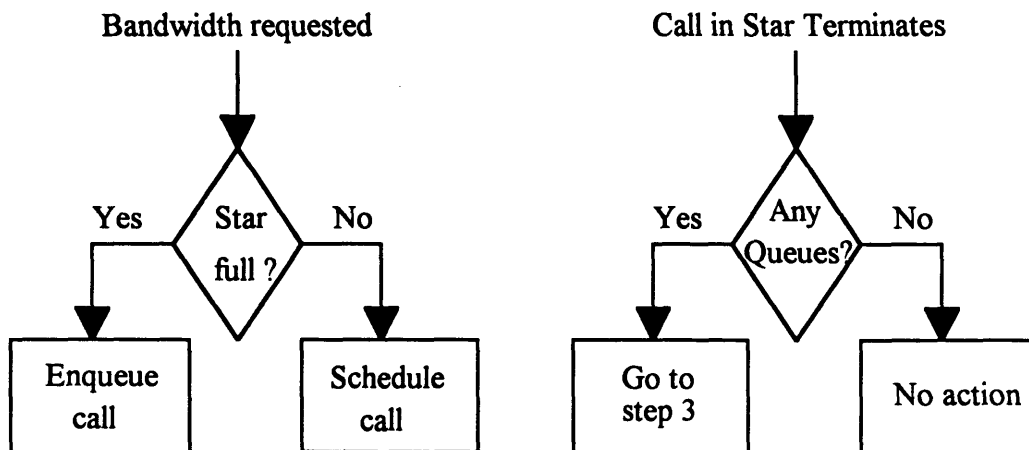 Bandwidth requested
Yes
Star
full ?
No
Enqueue
call
Schedule
call
Call in Star Terminates
Yes
Any
Queues?
No
Go to
step 3
No action